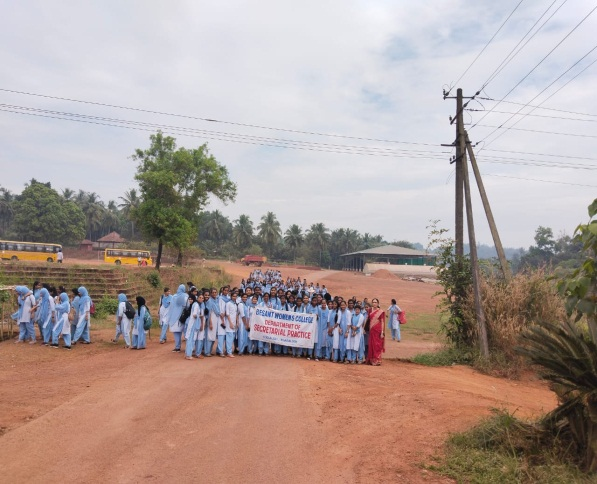 BESANT WOMEN'S COLLEGE
DEPARTMENT OF
SECRETARIAL PRACTICE